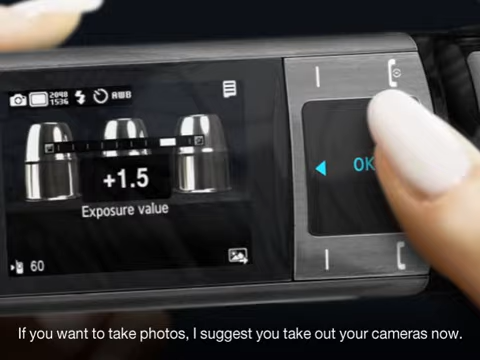 2048
1536
AWB
+1.5
Exposure value
60
OK
If you want to take photos, I suggest you take out your cameras now.